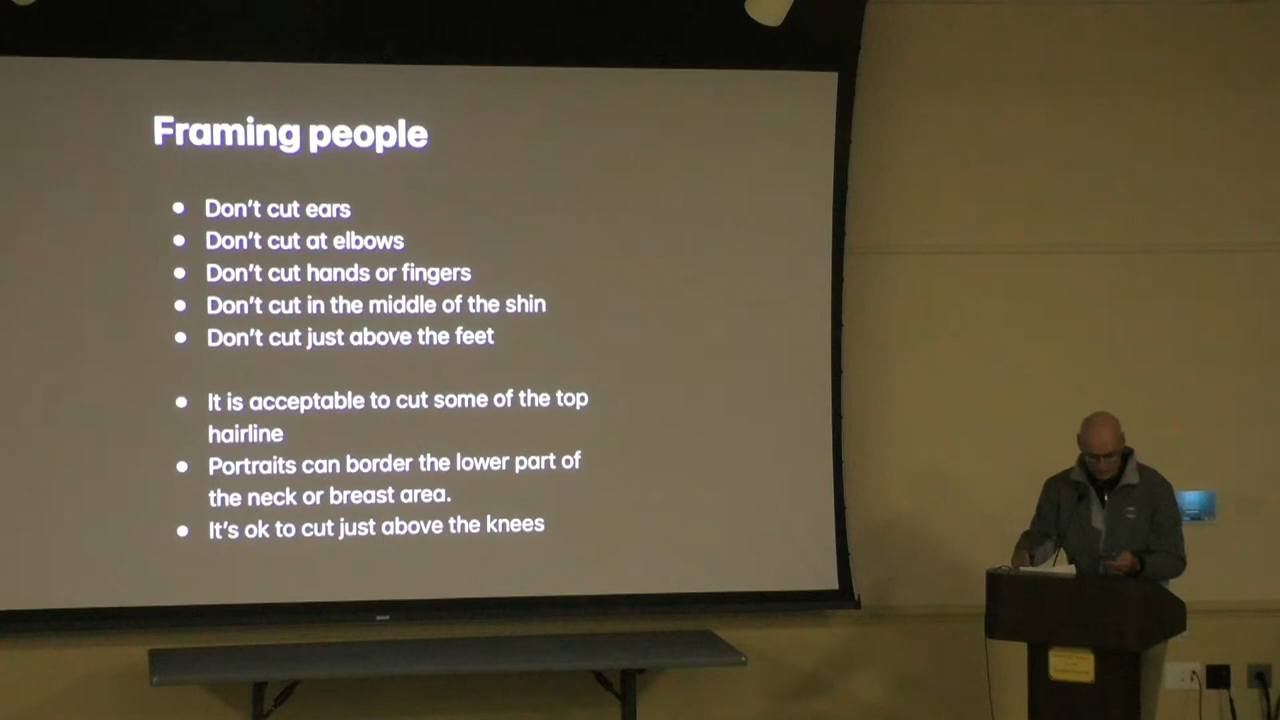 Framing people
● Don't cut ears
● Don't cut at elbows
● Don't cut hands or fingers
● Don't cut in the middle of the shin
● Don't cut just above the feet
● It is acceptable to cut some of the top
hairline
● Portraits can border the lower part of
the neck or breast area.
● It's ok to cut just above the knees